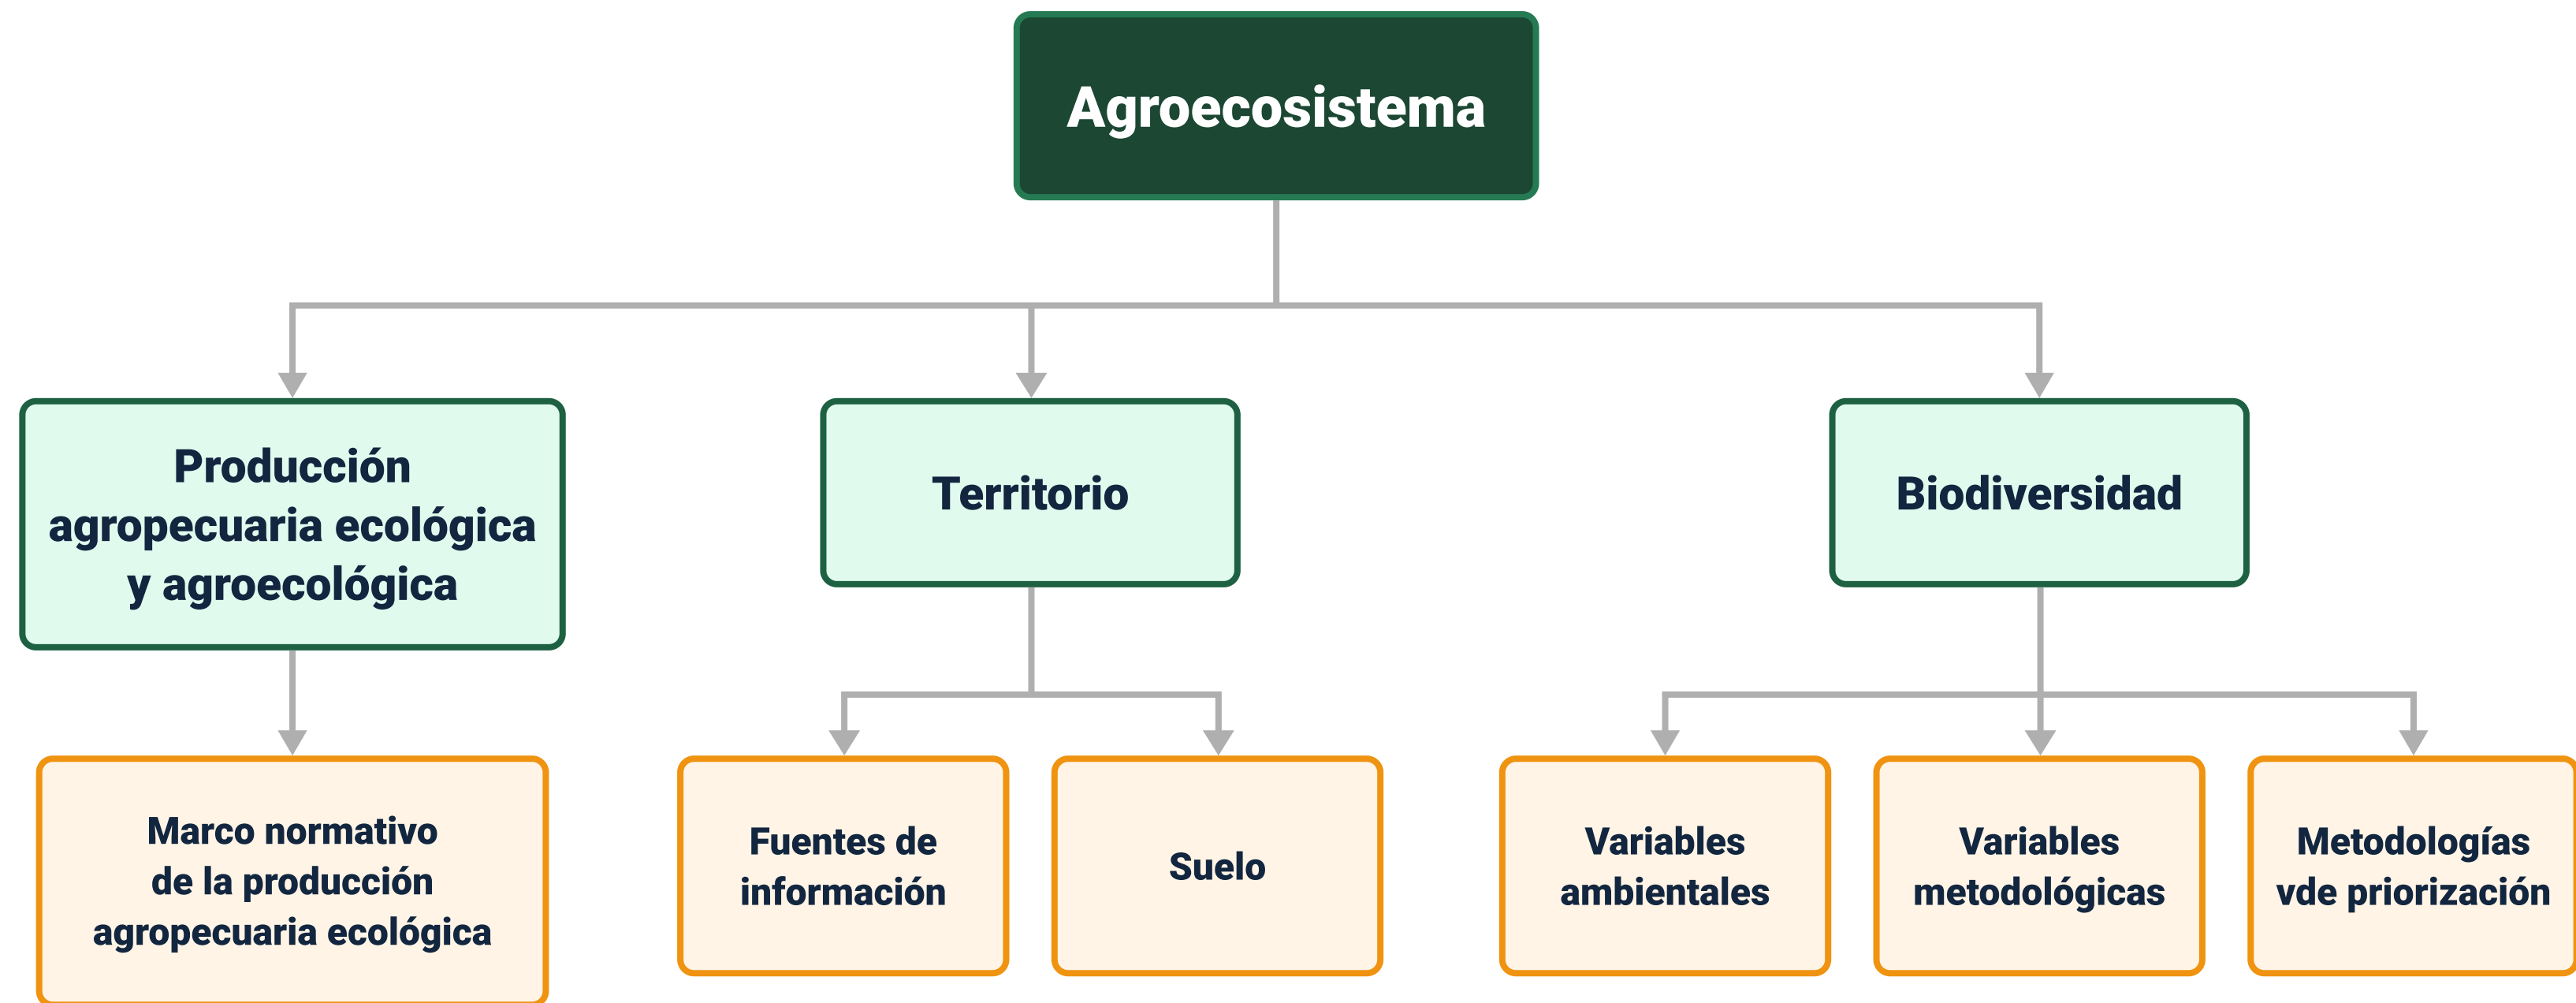 Agroecosistema
Producción
agropecuaria ecológica
y agroecológica
Territorio
Biodiversidad
Marco normativo
de la producción
agropecuaria ecológica
Fuentes de
información
Suelo
Variables
ambientales
Variables
metodológicas
Metodologías
vde priorización